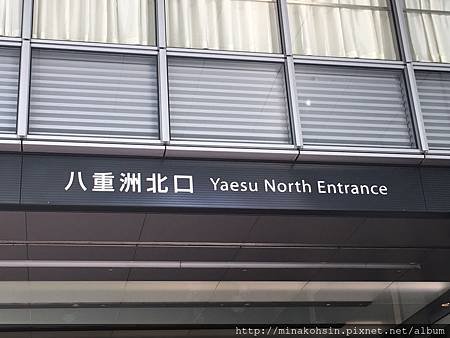 八重洲北口 Yaesu North Entrance
http://minakohsin.pixnet.net/album